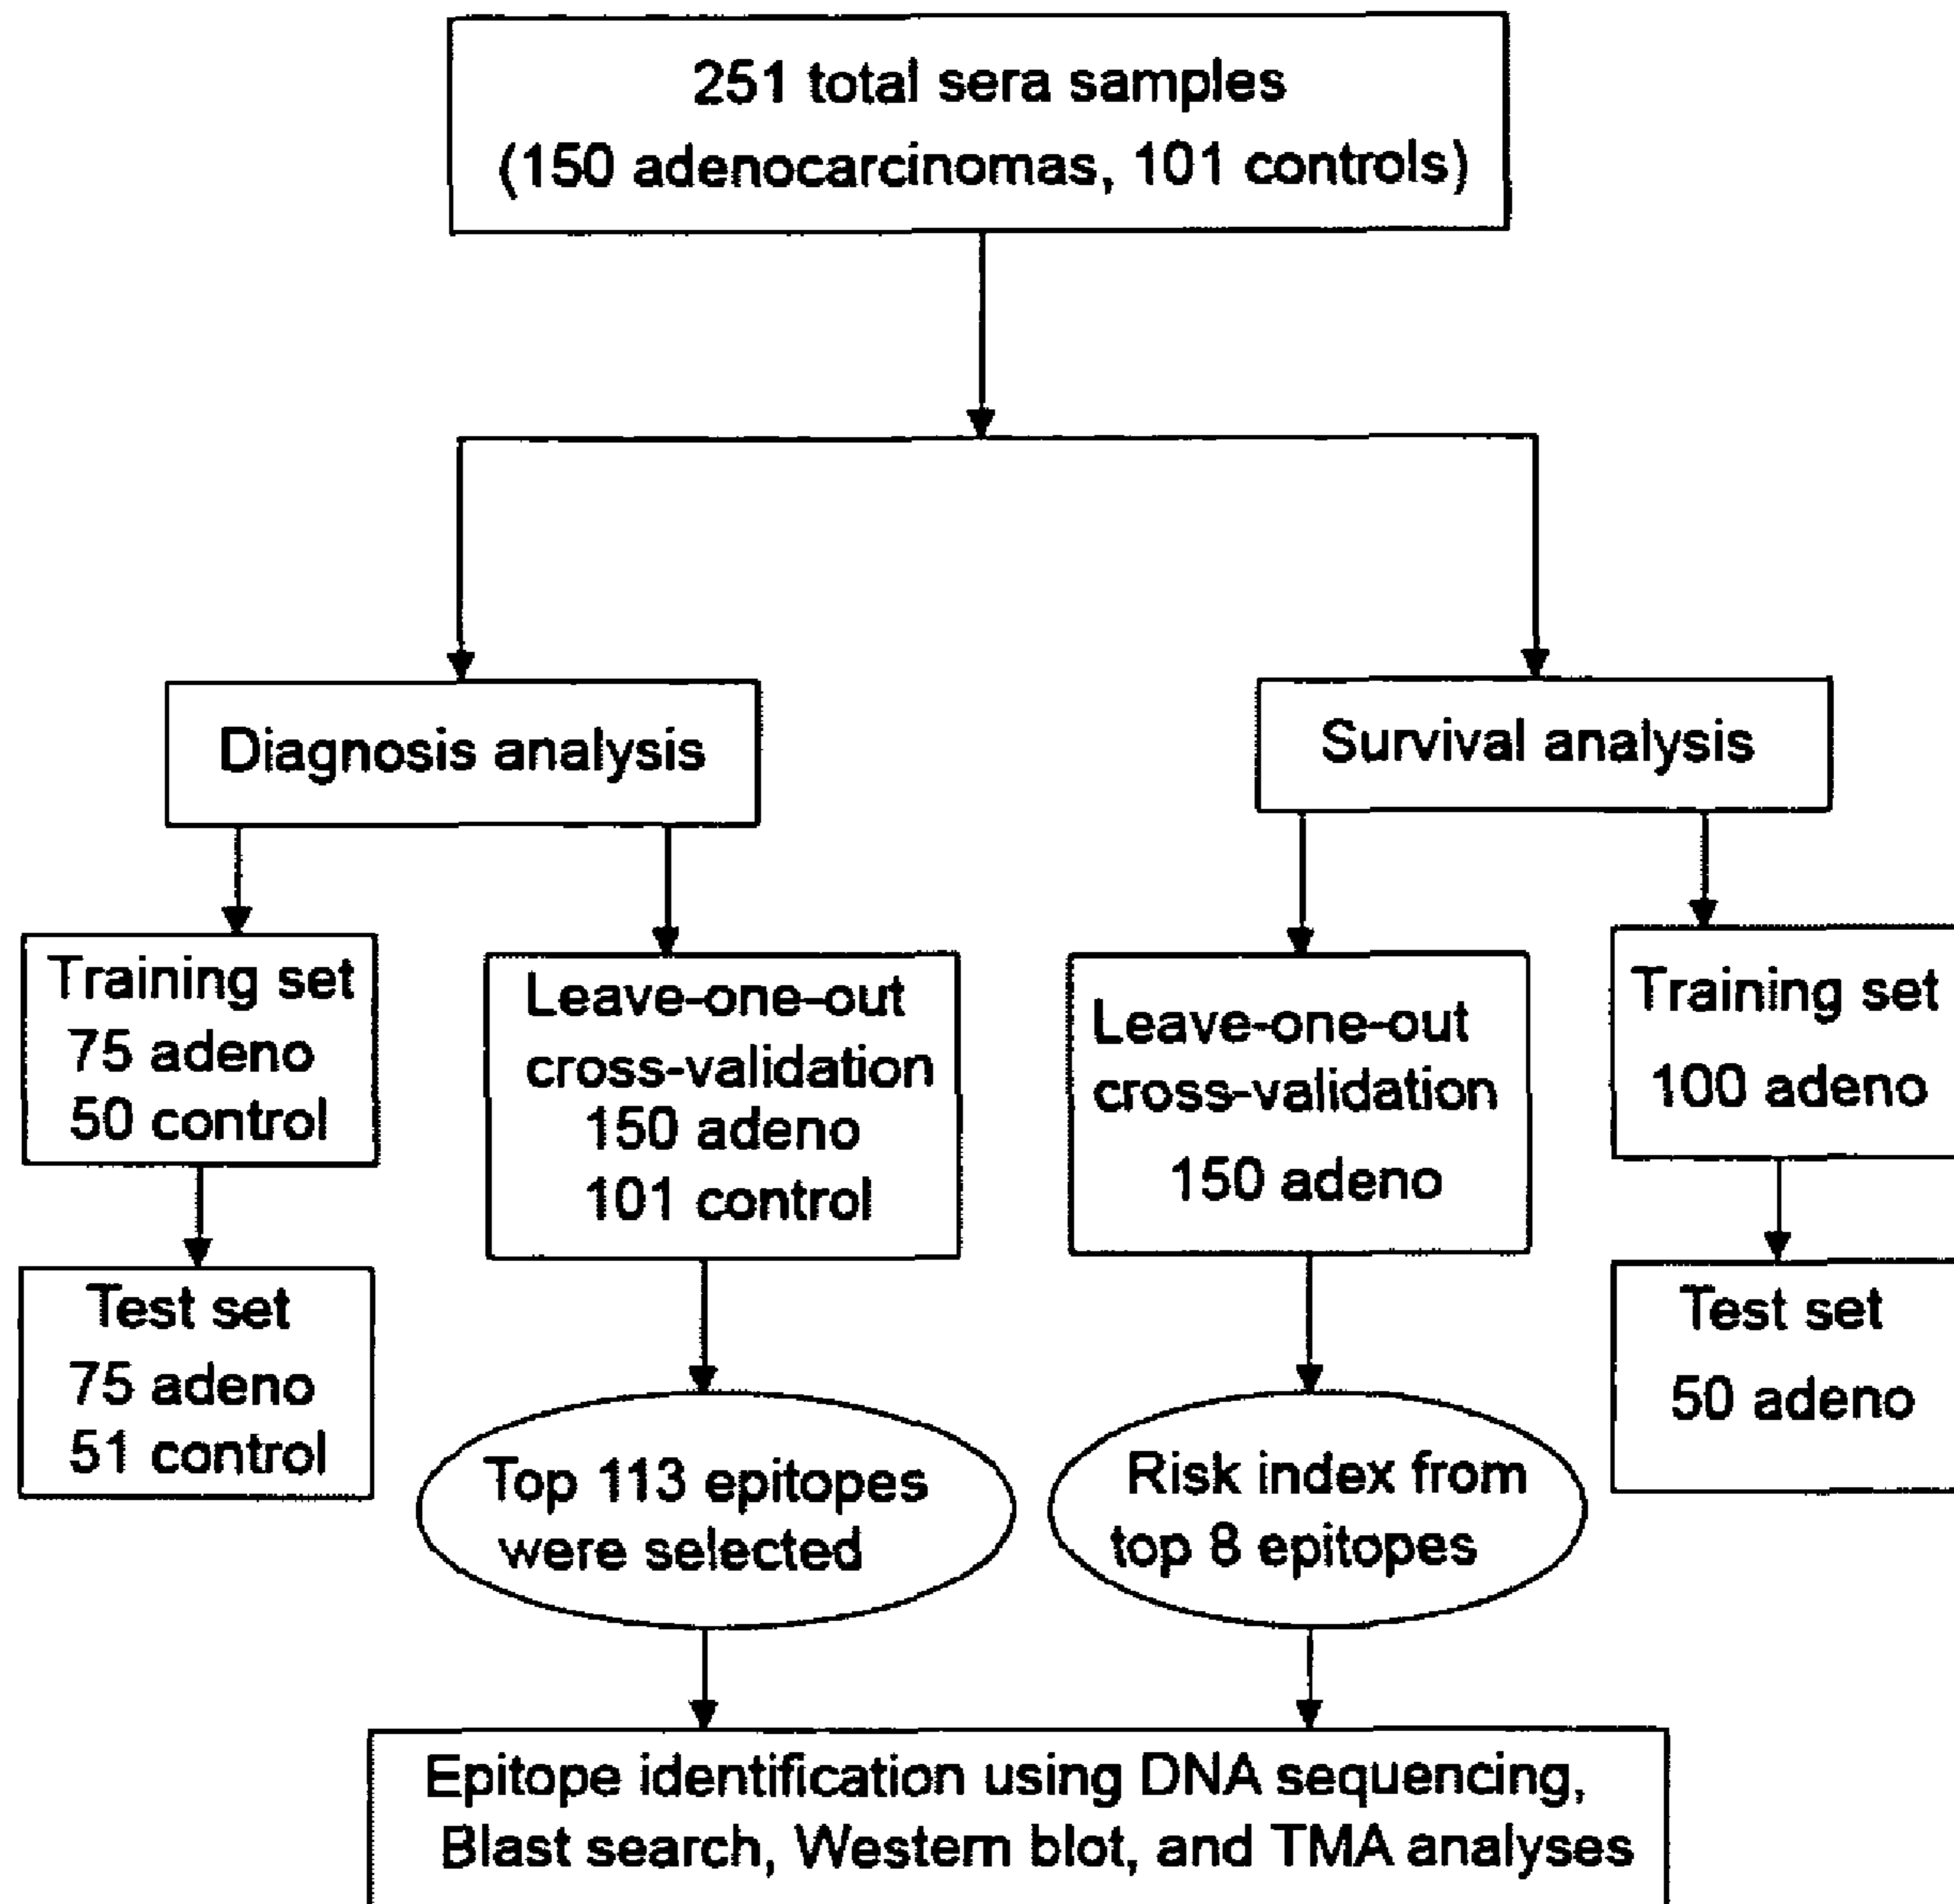 251 total sera samples
(150 adenocarcinomas, 101 controls)
Diagnosis analysis
Survival analysis
Training set
75 adeno
50 control
Leave-one-out
cross-validation
150 adeno
101 control
Leave-one-out
cross-validation
150 adeno
Training set
100 adeno
Test set
75 adeno
51 control
Test set
50 adeno
Top 113 epitopes
were selected
Risk index from
top 8 epitopes
Epitope identification using DNA sequencing,
Blast search, Western blot, and TMA analyses